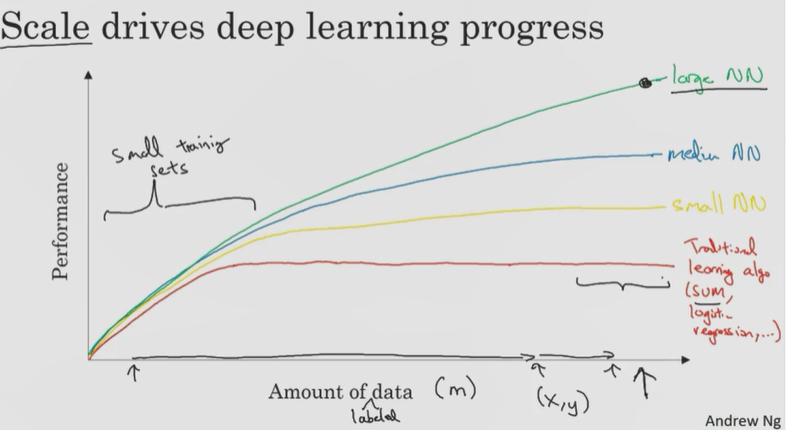 Scale drives deep learning progress
large NN
small training
sets
mediu NN
small NN
Performance
Traditional
learning algo
(SVM,
logistic
regression,...)
Amount of data (m)
labeled
(x,y)
Andrew Ng